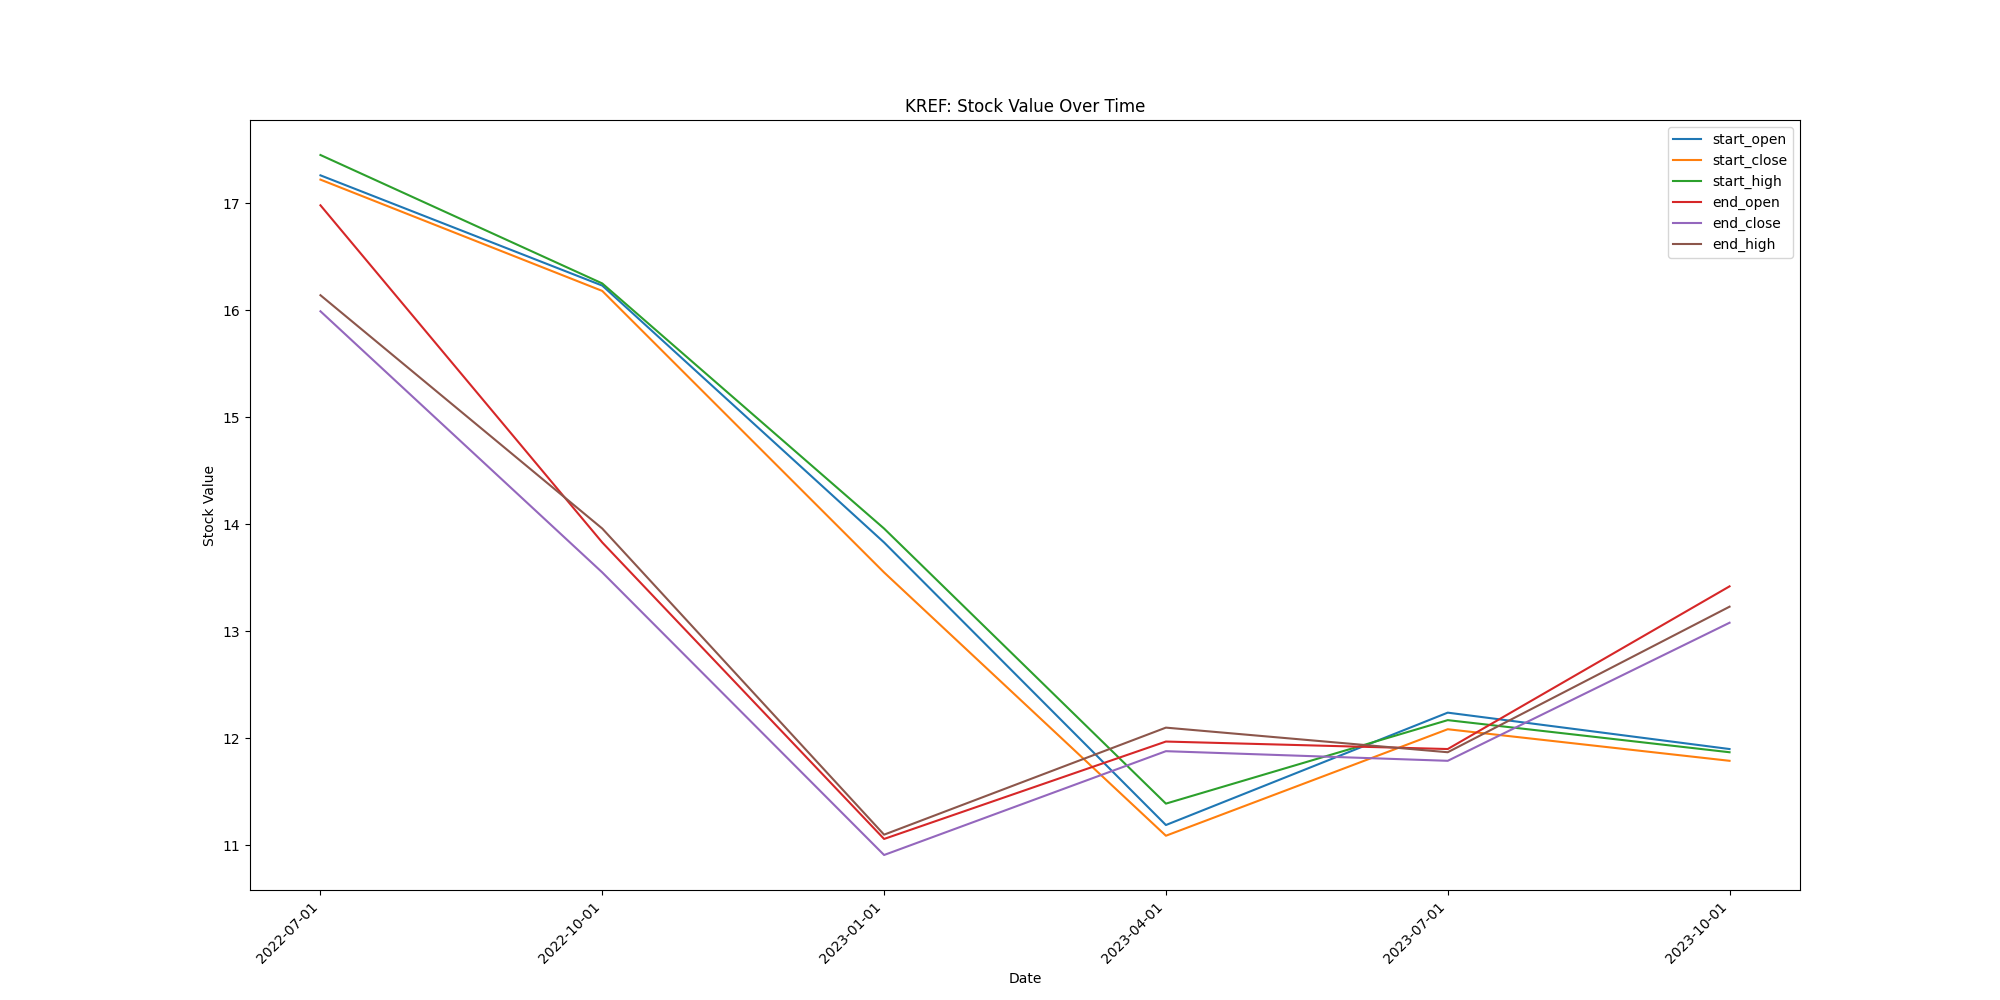 KREF: Stock Value Over Time
start_open
start_close
start_high
end_open
end_close
end_high
Stock Value
17
16
15
14
13
12
11
2022-07-01
2022-10-01
2023-01-01
2023-04-01
2023-07-01
2023-10-01
Date